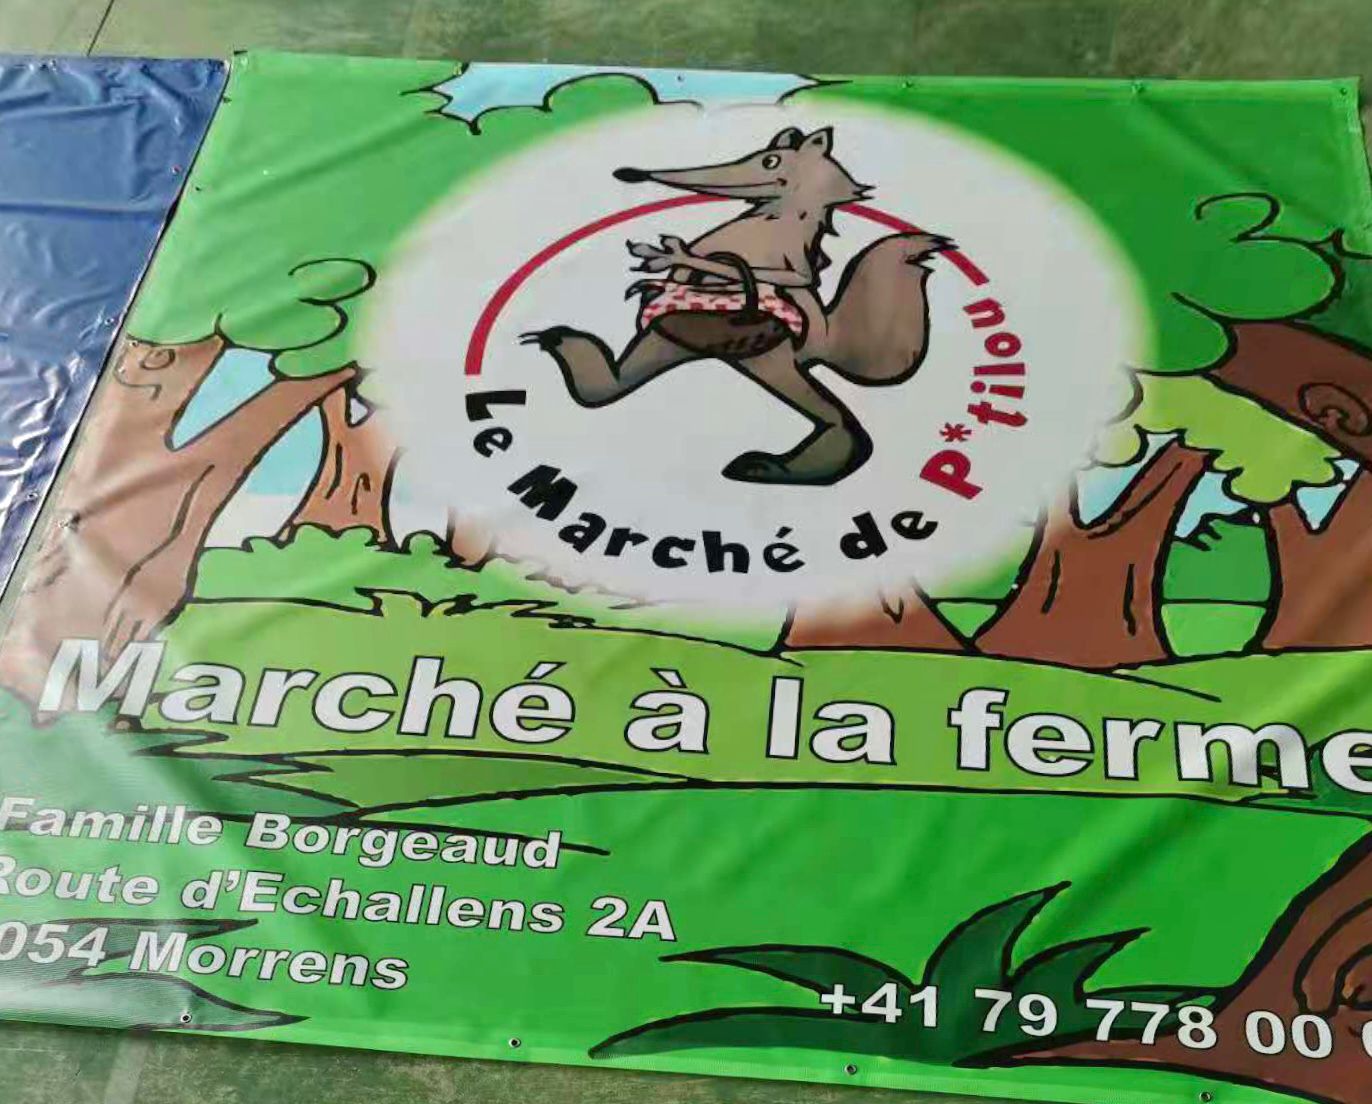 Le Marché de P*tilou
Marché à la ferme
Famille Borgeaud
Route d'Echallens 2A
054 Morrens
+41 79 778 00